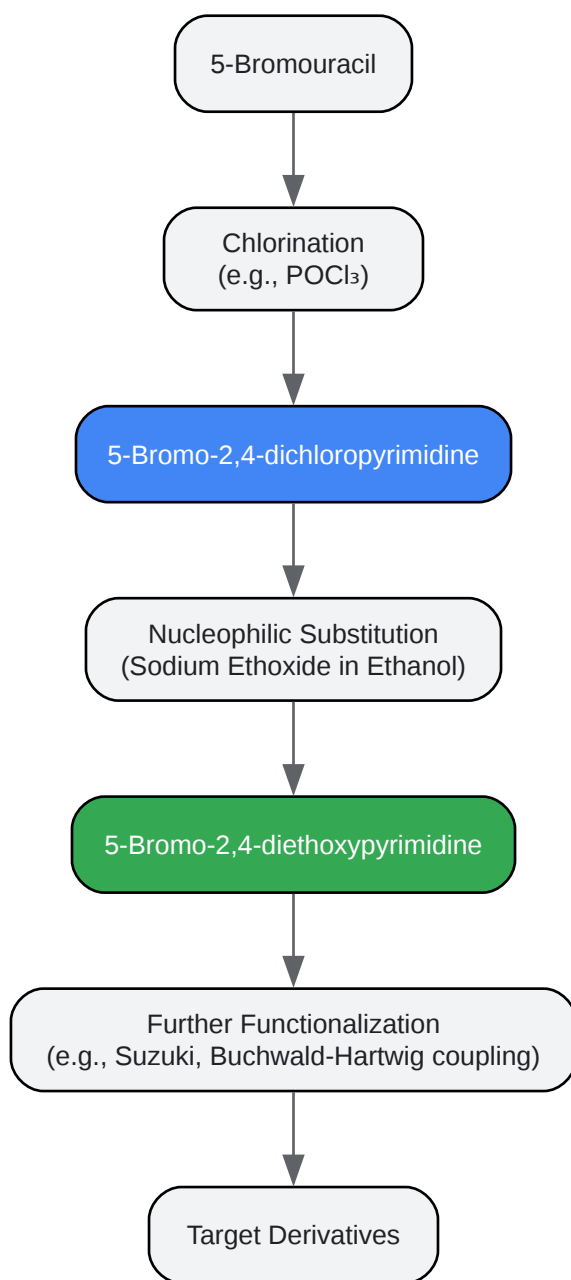 5-Bromouracil
Chlorination
(e.g., POCl₃)
5-Bromo-2,4-dichloropyrimidine
Nucleophilic Substitution
(Sodium Ethoxide in Ethanol)
5-Bromo-2,4-diethoxypyrimidine
Further Functionalization
(e.g., Suzuki, Buchwald-Hartwig coupling)
Target Derivatives